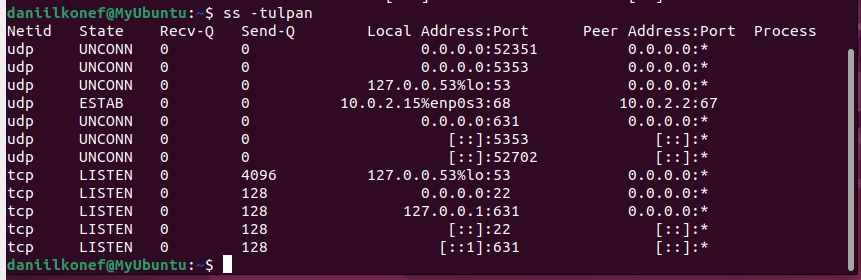 daniilkonef@MyUbuntu:~$ ss -tulpan
Netid State Recv-Q Send-Q Local Address:Port Peer Address:Port Process
udp UNCONN 0 0 0.0.0.0:52351 0.0.0.0:*
udp UNCONN 0 0 0.0.0.0:5353 0.0.0.0:*
udp UNCONN 0 0 127.0.0.53%lo:53 0.0.0.0:*
udp ESTAB 0 0 10.0.2.15%enp0s3:68 10.0.2.2:67
udp UNCONN 0 0 0.0.0.0:631 0.0.0.0:*
udp UNCONN 0 0 [::]:5353 [::]:*
udp UNCONN 0 0 [::]:52702 [::]:*
tcp LISTEN 0 4096 127.0.0.53%lo:53 0.0.0.0:*
tcp LISTEN 0 128 0.0.0.0:22 0.0.0.0:*
tcp LISTEN 0 128 127.0.0.1:631 0.0.0.0:*
tcp LISTEN 0 128 [::]:22 [::]:*
tcp LISTEN 0 128 [::1]:631 [::]:*
daniilkonef@MyUbuntu:~$